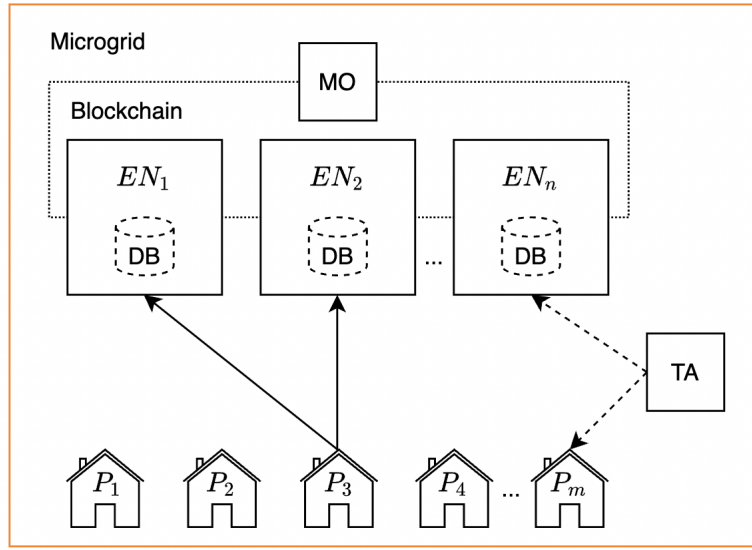 Microgrid
MO
Blockchain
EN₁ EN₂ ENₙ
DB DB ... DB
TA
P₁ P₂ P₃ P₄ ... Pₘ